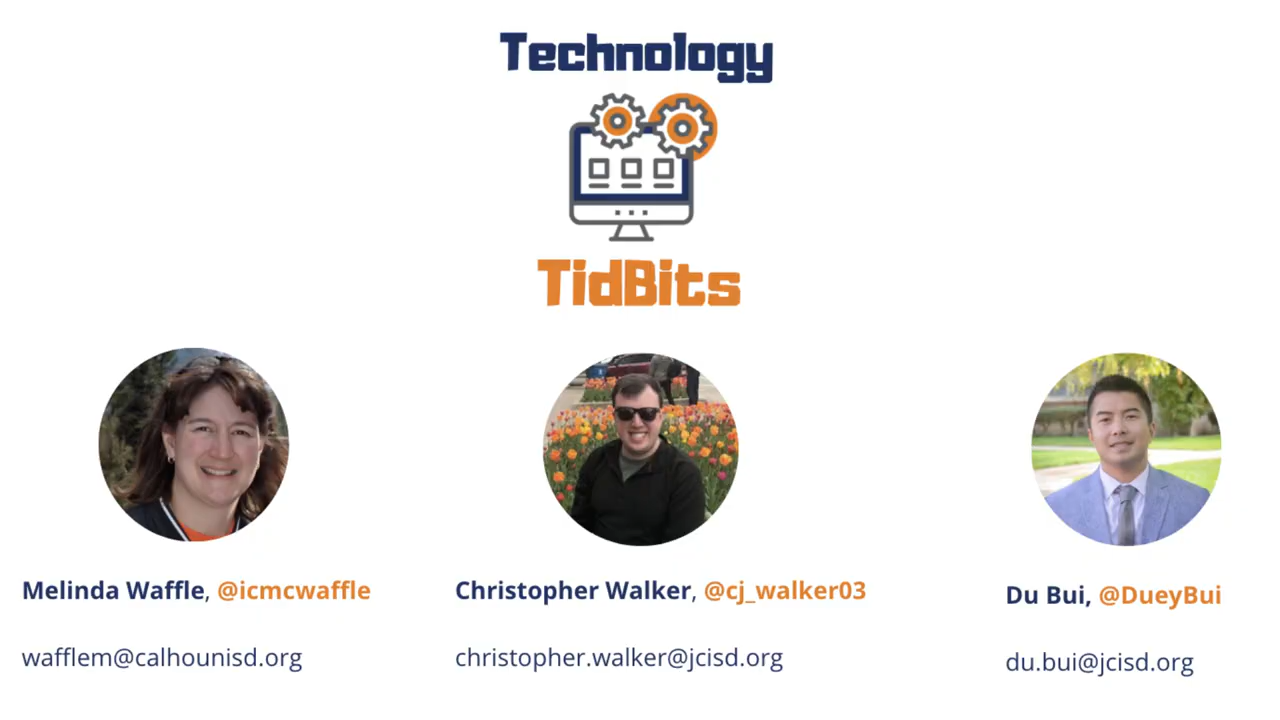 Technology
TidBits
Melinda Waffle, @icmcwaffle
wafflem@calhounisd.org
Christopher Walker, @cj_walker03
christopher.walker@jcisd.org
Du Bui, @DueyBui
du.bui@jcisd.org